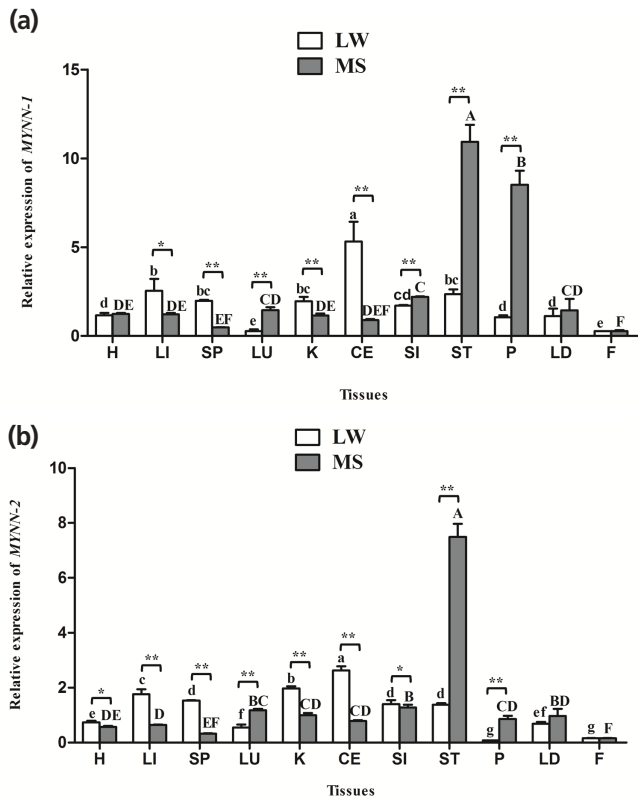 (a)
LW
MS
Relative expression of MYNN-1
15
10
5
0
** A
** B
** a
* b
** bc
** CD
** bc
** cd C
bc
d DE
DE
EF
e
DE
DEF
d
d CD
e F
H LI SP LU K CE SI ST P LD F
Tissues
(b)
LW
MS
Relative expression of MYNN-2
10
8
6
4
2
0
** A
* ** ** ** ** ** * **
e DE
c D
d EF
f BC
b CD
a CD
d B
d
g CD
ef BD
g F
H LI SP LU K CE SI ST P LD F
Tissues